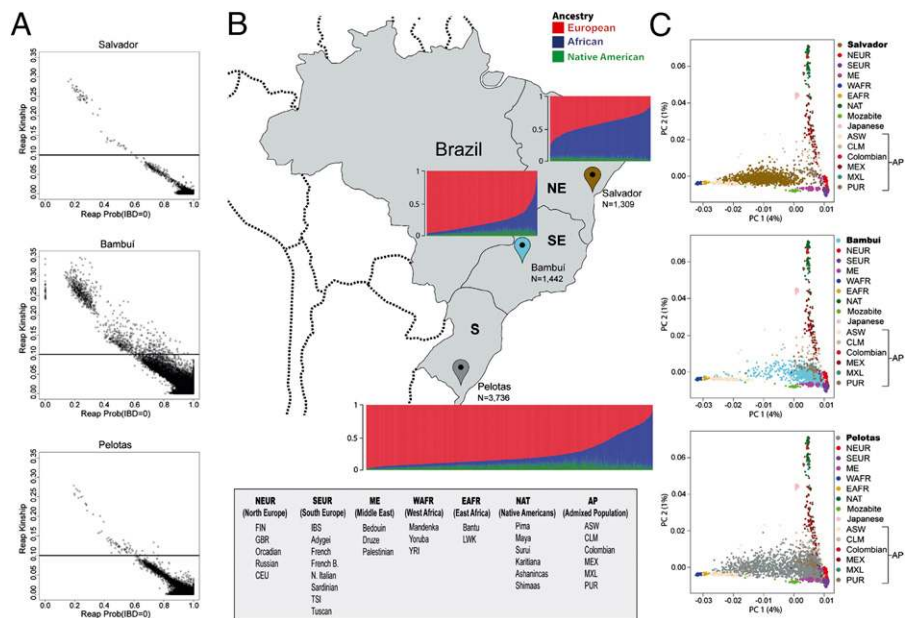 A
Salvador
Reap Kinship
0.35
0.30
0.25
0.20
0.15
0.10
0.05
0.00
0.0 0.2 0.4 0.6 0.8 1.0
Reap Prob(IBD=0)
Bambuí
Reap Kinship
0.35
0.30
0.25
0.20
0.15
0.10
0.05
0.00
0.0 0.2 0.4 0.6 0.8 1.0
Reap Prob(IBD=0)
Pelotas
Reap Kinship
0.35
0.30
0.25
0.20
0.15
0.10
0.05
0.00
0.0 0.2 0.4 0.6 0.8 1.0
Reap Prob(IBD=0)
B
Ancestry
European
African
Native American
Brazil
1
0.5
0
NE
Salvador
N=1,309
1
0.5
0
SE
Bambuí
N=1,442
S
Pelotas
N=3,736
1
0.5
0
NEUR
(North Europe)
FIN
GBR
Orcadian
Russian
CEU
SEUR
(South Europe)
IBS
Adygei
French
French B.
N. Italian
Sardinian
TSI
Tuscan
ME
(Middle East)
Bedouin
Druze
Palestinian
WAFR
(West Africa)
Mandenka
Yoruba
YRI
EAFR
(East Africa)
Bantu
LWK
NAT
(Native Americans)
Pima
Maya
Surui
Karitiana
Ashanincas
Shimaas
AP
(Admixed Population)
ASW
CLM
Colombian
MEX
MXL
PUR
C
PC 2 (1%)
0.06
0.04
0.02
0.00
-0.03 -0.02 -0.01 0.00 0.01
PC 1 (4%)
Salvador
NEUR
SEUR
ME
WAFR
EAFR
NAT
Mozabite
Japanese
ASW
CLM
Colombian
MEX
MXL
PUR
AP
PC 2 (1%)
0.06
0.04
0.02
0.00
-0.03 -0.02 -0.01 0.00 0.01
PC 1 (4%)
Bambuí
NEUR
SEUR
ME
WAFR
EAFR
NAT
Mozabite
Japanese
ASW
CLM
Colombian
MEX
MXL
PUR
AP
PC 2 (1%)
0.06
0.04
0.02
0.00
-0.03 -0.02 -0.01 0.00 0.01
PC 1 (4%)
Pelotas
NEUR
SEUR
ME
WAFR
EAFR
NAT
Mozabite
Japanese
ASW
CLM
Colombian
MEX
MXL
PUR
AP